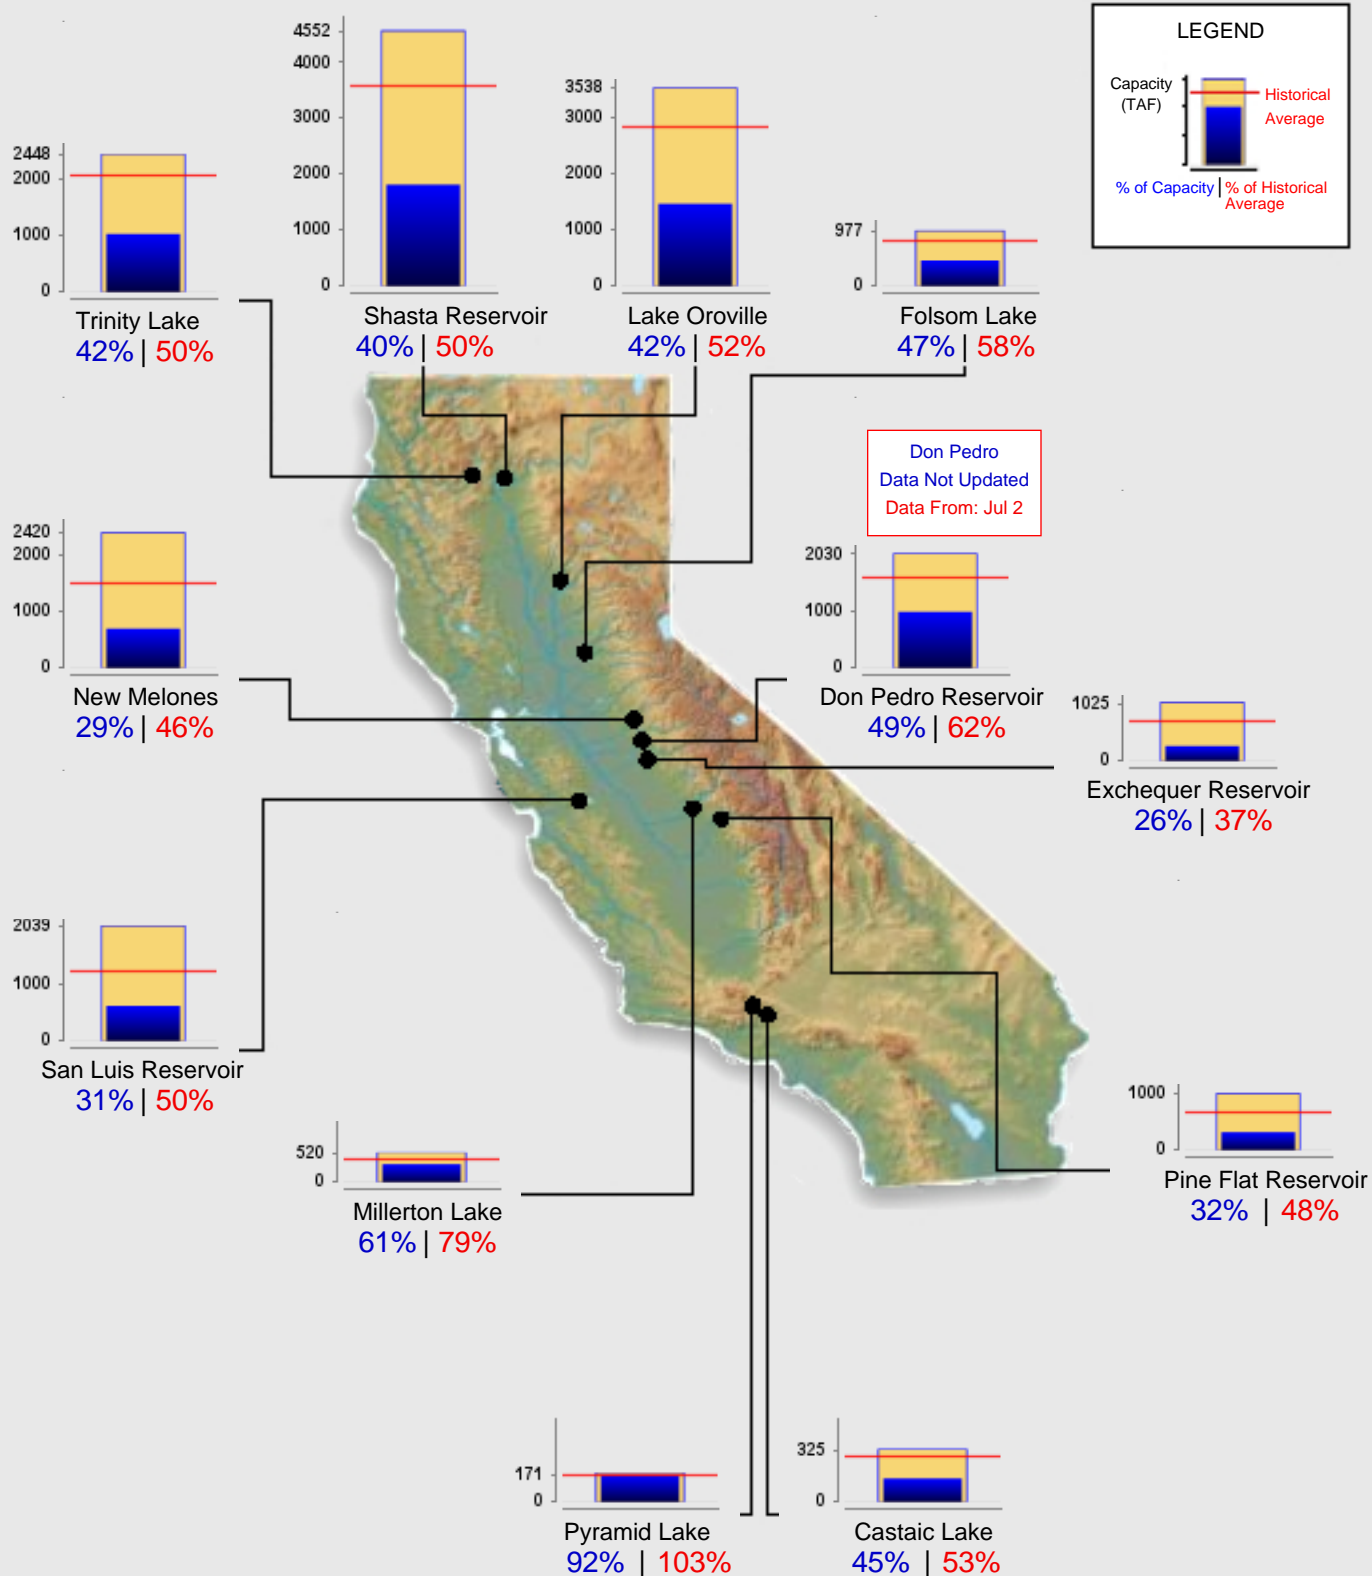 LEGEND
Capacity
(TAF)
Historical
Average
% of Capacity | % of Historical
Average
4552
4000
3000
2000
1000
0
Shasta Reservoir
40% | 50%
3538
3000
2000
1000
0
Lake Oroville
42% | 52%
2448
2000
1000
0
Trinity Lake
42% | 50%
977
0
Folsom Lake
47% | 58%
Don Pedro
Data Not Updated
Data From: Jul 2
2420
2000
1000
0
New Melones
29% | 46%
2030
1000
0
Don Pedro Reservoir
49% | 62%
1025
0
Exchequer Reservoir
26% | 37%
2039
1000
0
San Luis Reservoir
31% | 50%
520
0
Millerton Lake
61% | 79%
1000
0
Pine Flat Reservoir
32% | 48%
171
0
Pyramid Lake
92% | 103%
325
0
Castaic Lake
45% | 53%